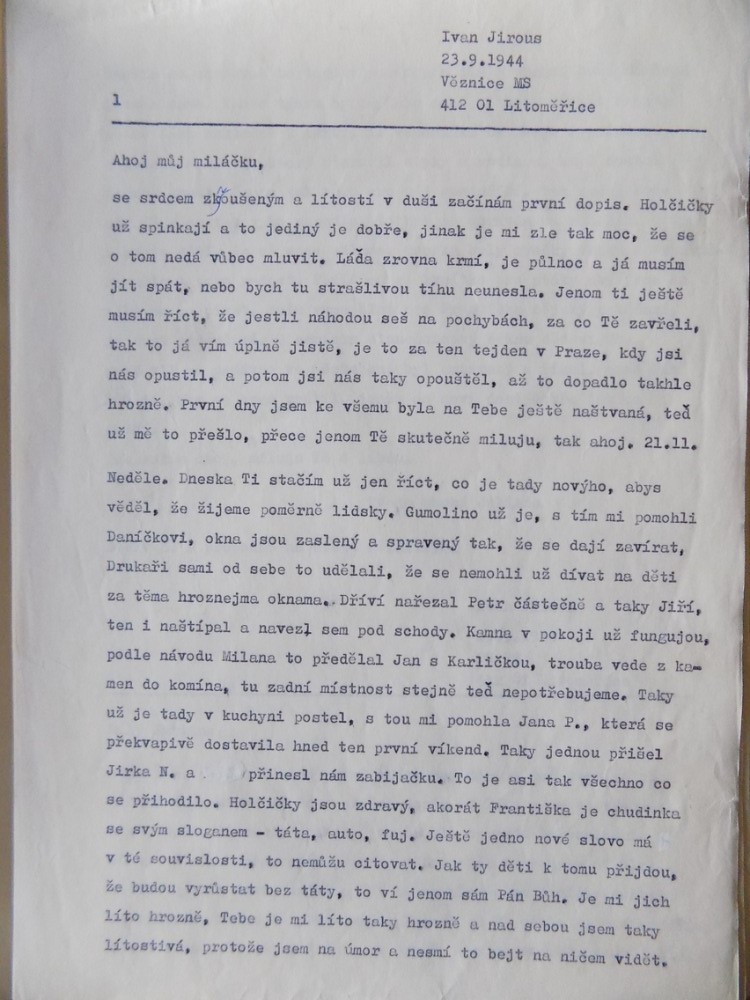 Ivan Jirous
23.9.1944
Věznice MS
1
412 01 Litoměřice
Ahoj můj miláčku,
se srdcem zkoušeným a lítostí v duši začínám první dopis. Holčičky
už spinkají a to jediný je dobře, jinak je mi zle tak moc, že se
o tom nedá vůbec mluvit. Láďa zrovna krmí, je půlnoc a já musím
jít spát, nebo bych tu strašlivou tíhu neunesla. Jenom ti ještě
musím říct, že jestli náhodou seš na pochybách, za co Tě zavřeli,
tak to já vím úplně jistě, je to za ten tejden v Praze, kdy jsi
nás opustil, a potom jsi nás taky opouštěl, až to dopadlo takhle
hrozně. První dny jsem ke všemu byla na Tebe ještě naštvaná, teď
už mě to přešlo, přece jenom Tě skutečně miluju, tak ahoj. 21.11.
Neděle. Dneska Ti stačím už jen říct, co je tady novýho, abys
věděl, že žijeme poměrně lidsky. Gumolino už je, s tím mi pomohli
Daníčkovi, okna jsou zaslený a spravený tak, že se dají zavírat,
Drukaři sami od sebe to udělali, že se nemohli už dívat na děti
za těma hroznejma oknama. Dříví nařezal Petr částečně a taky Jiří,
ten i naštípal a navezl sem pod schody. Kamna v pokoji už fungujou,
podle návodu Milana to předělal Jan s Karličkou, trouba vede z ka-
men do komína, tu zadní místnost stejně teď nepotřebujeme. Taky
už je tady v kuchyni postel, s tou mi pomohla Jana P., která se
překvapivě dostavila hned ten první víkend. Taky jednou přišel
Jirka N. a přinesl nám zabijačku. To je asi tak všechno co
se přihodilo. Holčičky jsou zdravý, akorát Františka je chudinka
se svým sloganem - táta, auto, fuj. Ještě jedno nové slovo má
v té souvislosti, to nemůžu citovat. Jak ty děti k tomu přijdou,
že budou vyrůstat bez táty, to ví jenom sám Pán Bůh. Je mi jich
líto hrozně, Tebe je mi líto taky hrozně a nad sebou jsem taky
lítostivá, protože jsem na úmor a nesmí to bejt na ničem vidět.